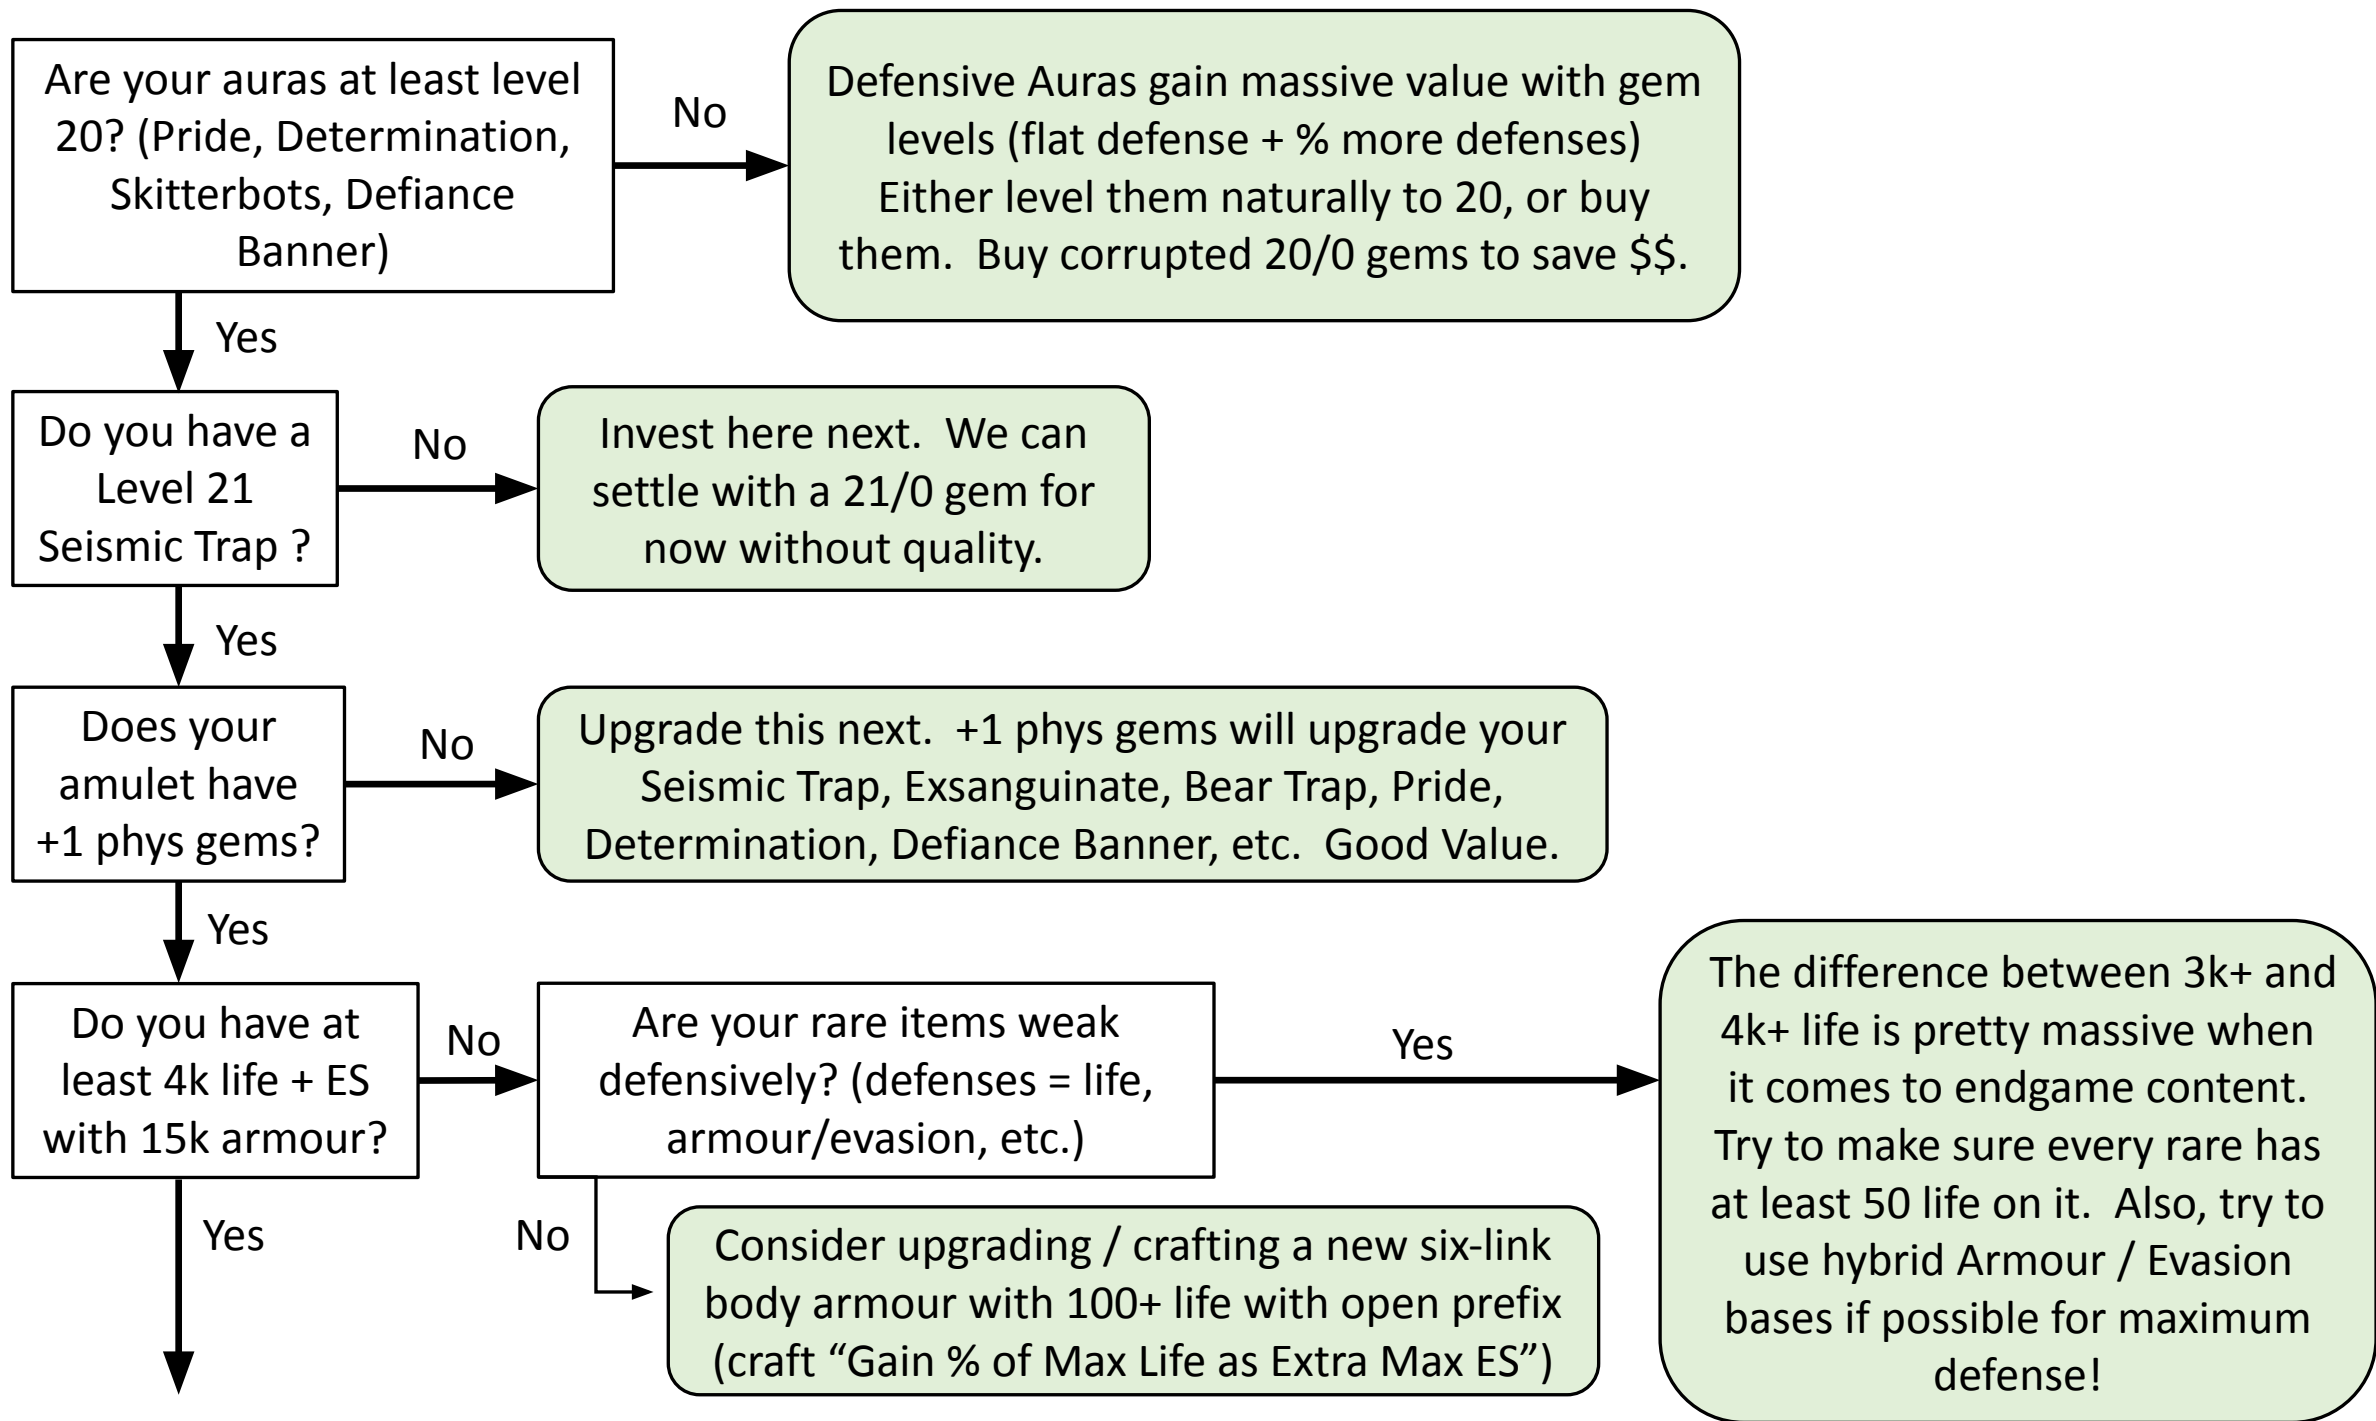 Are your auras at least level
20? (Pride, Determination,
Skitterbots, Defiance
Banner)
No
Defensive Auras gain massive value with gem
levels (flat defense + % more defenses)
Either level them naturally to 20, or buy
them.  Buy corrupted 20/0 gems to save $$.
Yes
Do you have a
Level 21
Seismic Trap ?
No
Invest here next.  We can
settle with a 21/0 gem for
now without quality.
Yes
Does your
amulet have
+1 phys gems?
No
Upgrade this next.  +1 phys gems will upgrade your
Seismic Trap, Exsanguinate, Bear Trap, Pride,
Determination, Defiance Banner, etc.  Good Value.
Yes
Do you have at
least 4k life + ES
with 15k armour?
No
Are your rare items weak
defensively? (defenses = life,
armour/evasion, etc.)
Yes
The difference between 3k+ and
4k+ life is pretty massive when
it comes to endgame content.
Try to make sure every rare has
at least 50 life on it.  Also, try to
use hybrid Armour / Evasion
bases if possible for maximum
defense!
Yes
No
Consider upgrading / crafting a new six-link
body armour with 100+ life with open prefix
(craft “Gain % of Max Life as Extra Max ES”)